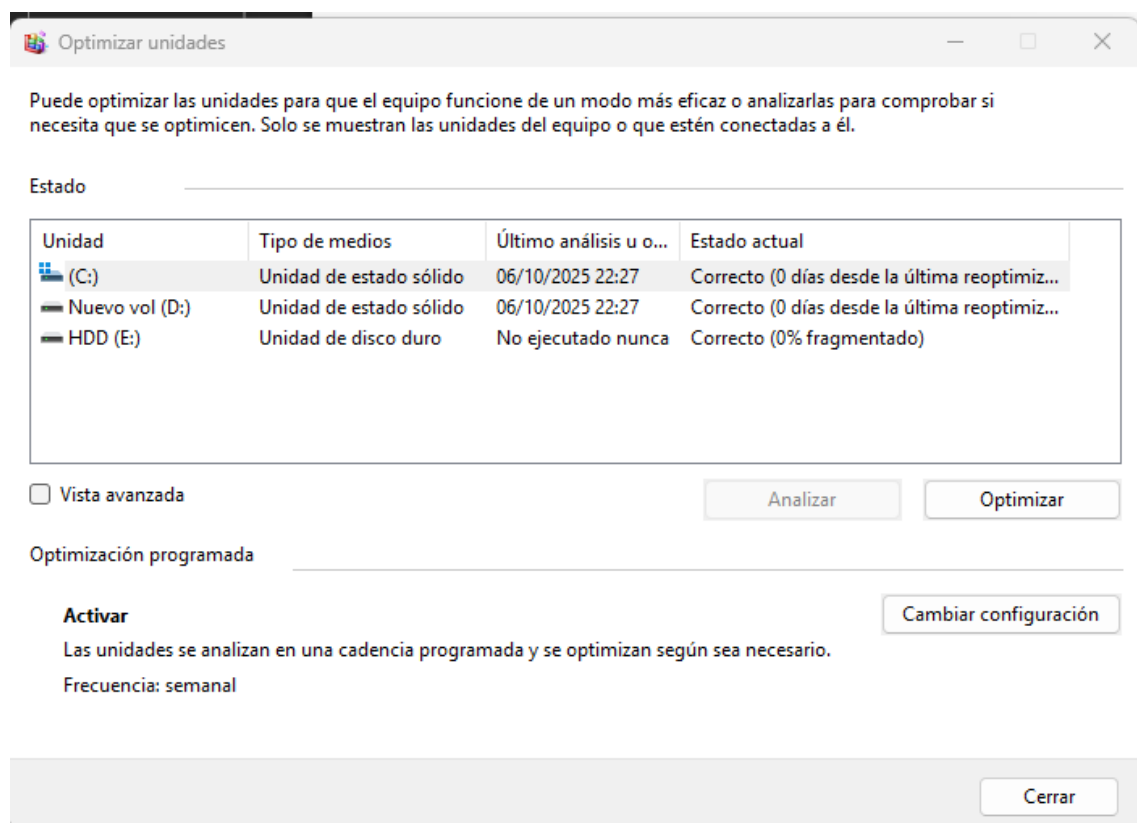 Optimizar unidades
Puede optimizar las unidades para que el equipo funcione de un modo más eficaz o analizarlas para comprobar si
necesita que se optimicen. Solo se muestran las unidades del equipo o que estén conectadas a él.
Estado
Unidad Tipo de medios Último análisis u o... Estado actual
(C:) Unidad de estado sólido 06/10/2025 22:27 Correcto (0 días desde la última reoptimiz...
Nuevo vol (D:) Unidad de estado sólido 06/10/2025 22:27 Correcto (0 días desde la última reoptimiz...
HDD (E:) Unidad de disco duro No ejecutado nunca Correcto (0% fragmentado)
Vista avanzada Analizar Optimizar
Optimización programada
Activar Cambiar configuración
Las unidades se analizan en una cadencia programada y se optimizan según sea necesario.
Frecuencia: semanal
Cerrar